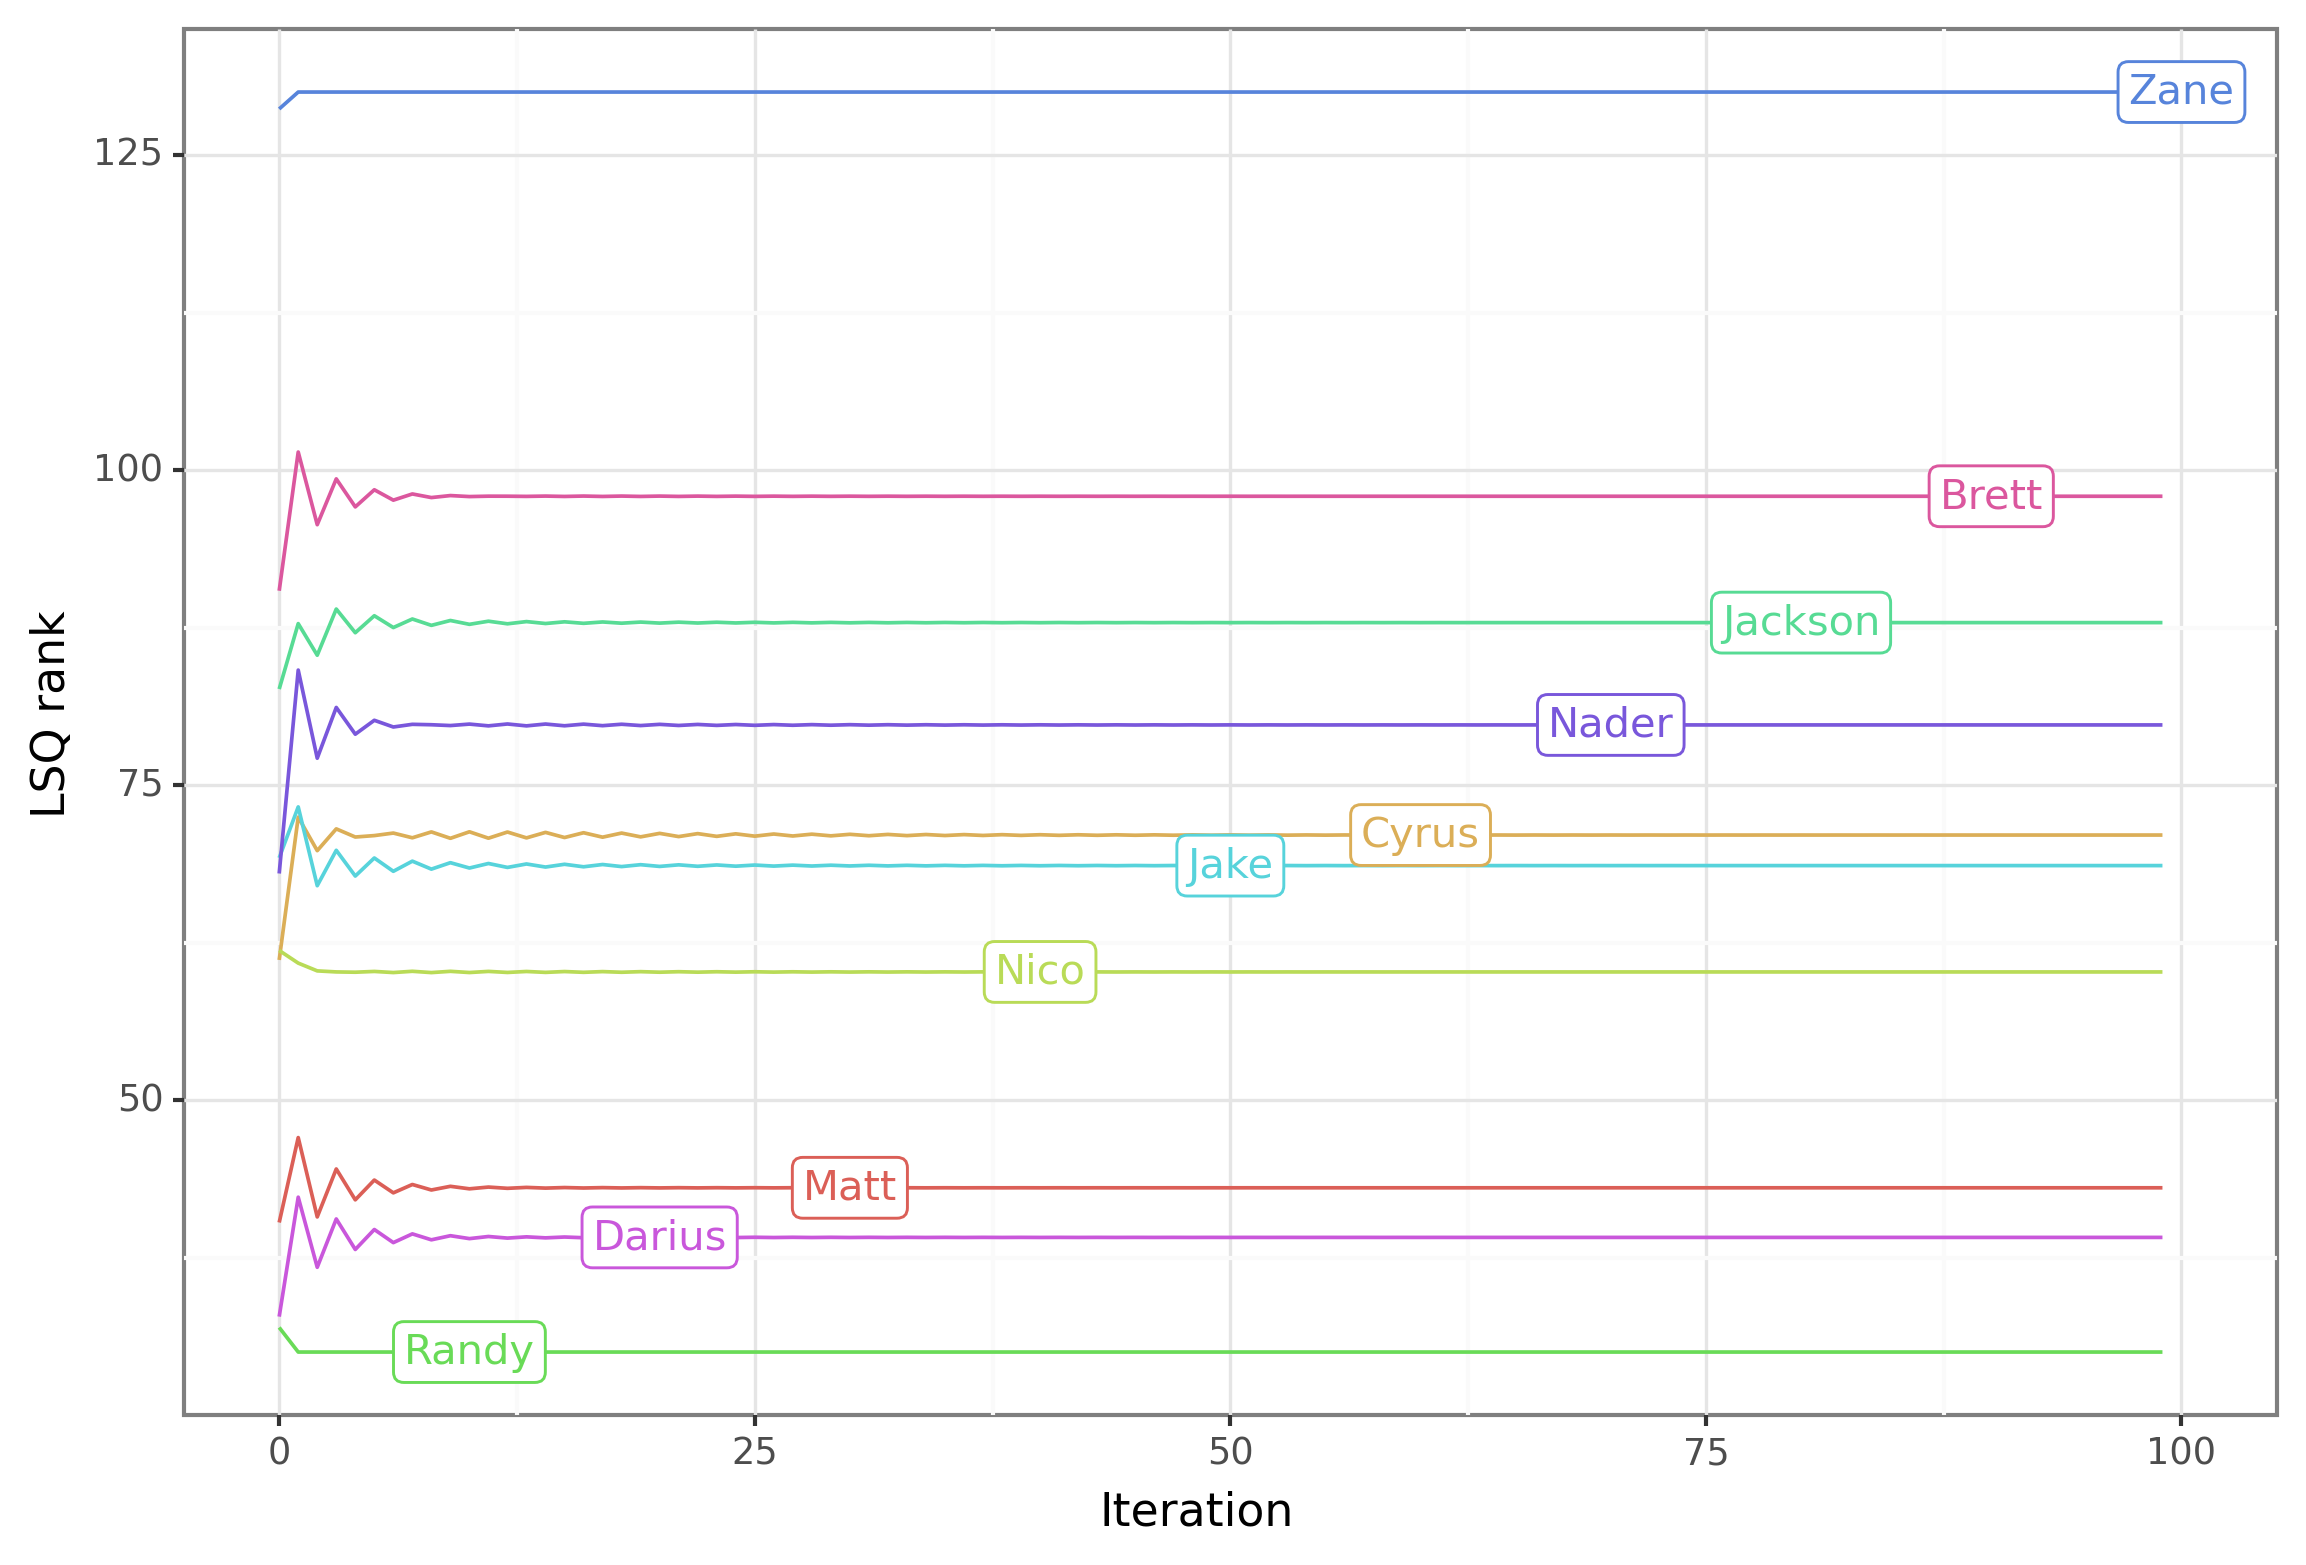 Zane
125
100
Brett
Jackson
Nader
75
Cyrus
Jake
Nico
50
Matt
Darius
Randy
0 25 50 75 100
Iteration
LSQ rank